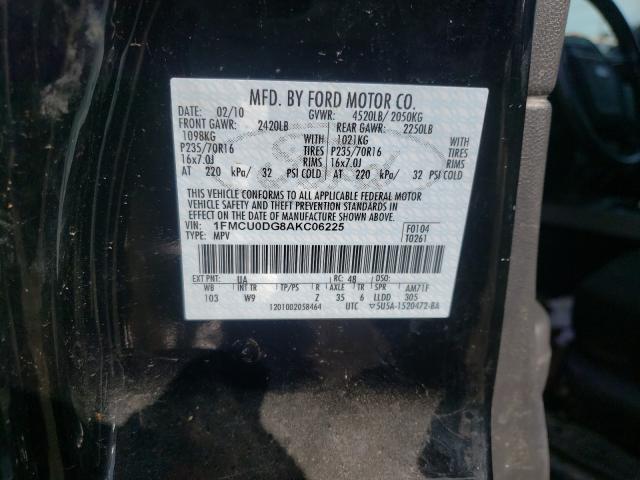 MFD. BY FORD MOTOR CO.
DATE: 02/10 GVWR: 4520LB/ 2050KG
FRONT GAWR: 2420LB REAR GAWR: 2250LB
1098KG WITH 1021KG WITH
P235/70R16 TIRES P235/70R16 TIRES
16x7.0J RIMS 16x7.0J RIMS
AT 220 kPa/ 32 PSI COLD AT 220 kPa/ 32 PSI COLD
THIS VEHICLE CONFORMS TO ALL APPLICABLE FEDERAL MOTOR
VEHICLE SAFETY AND THEFT PREVENTION STANDARDS IN
EFFECT ON THE DATE OF MANUFACTURE SHOWN ABOVE.
VIN: 1FMCU0DG8AKC06225 F0104
TYPE: MPV T0261
EXT PNT: UA RC: 48 DSO:
WB INT TR TP/PS R AXLE TR SPR AM71F
103 W9 Z 35 6 LLDD 305
1201002058464 UTC 5U5A-1520472-BA